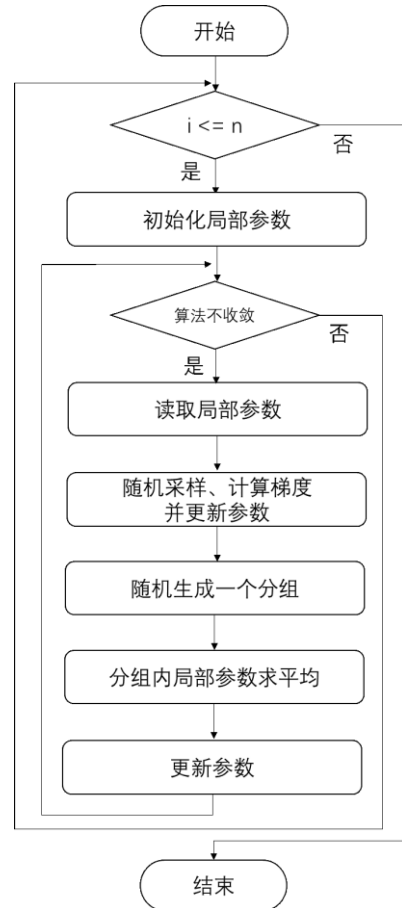 开始
i <= n
否
是
初始化局部参数
算法不收敛
否
是
读取局部参数
随机采样、计算梯度
并更新参数
随机生成一个分组
分组内局部参数求平均
更新参数
结束